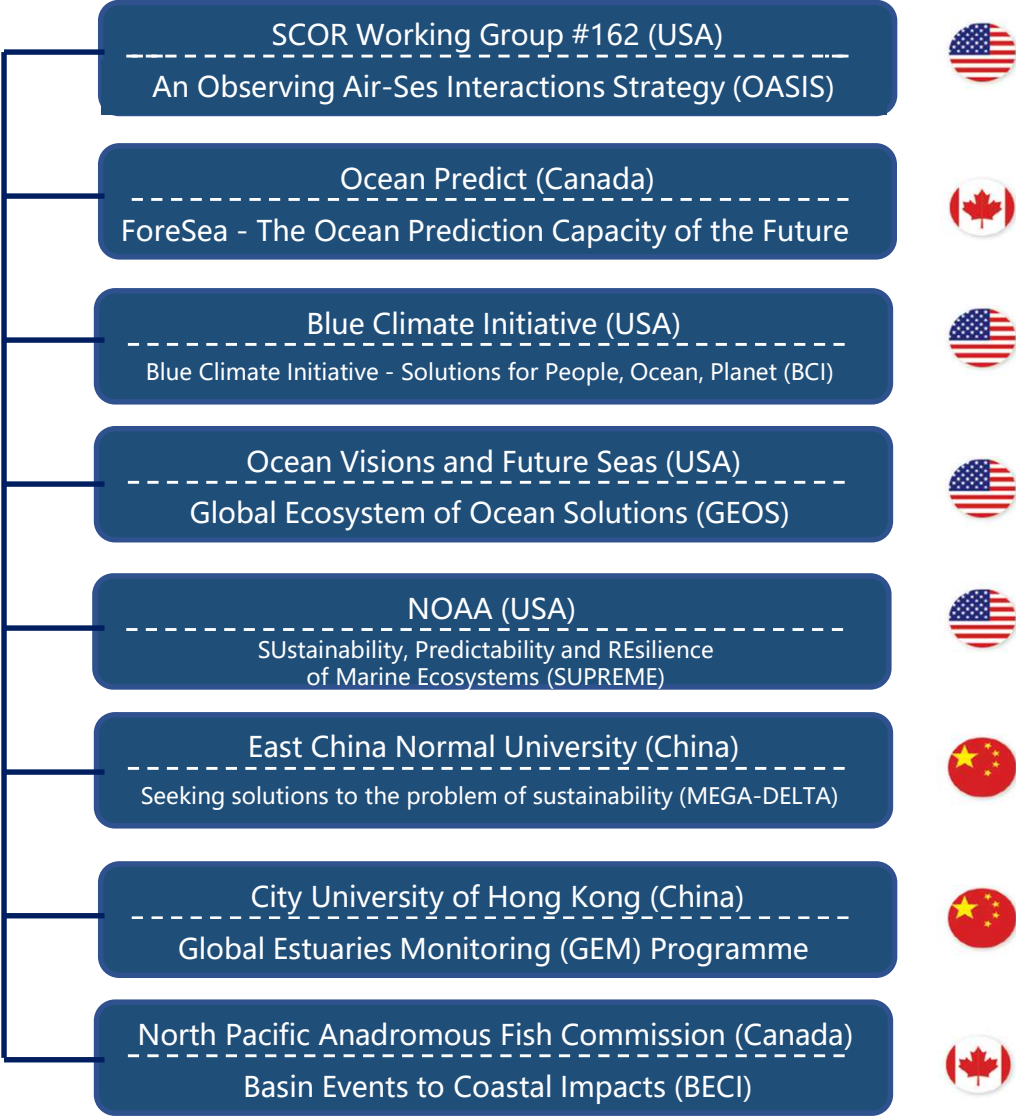 SCOR Working Group #162 (USA)
An Observing Air-Ses Interactions Strategy (OASIS)
Ocean Predict (Canada)
ForeSea - The Ocean Prediction Capacity of the Future
Blue Climate Initiative (USA)
Blue Climate Initiative - Solutions for People, Ocean, Planet (BCI)
Ocean Visions and Future Seas (USA)
Global Ecosystem of Ocean Solutions (GEOS)
NOAA (USA)
SUstainability, Predictability and REsilience
of Marine Ecosystems (SUPREME)
East China Normal University (China)
Seeking solutions to the problem of sustainability (MEGA-DELTA)
City University of Hong Kong (China)
Global Estuaries Monitoring (GEM) Programme
North Pacific Anadromous Fish Commission (Canada)
Basin Events to Coastal Impacts (BECI)